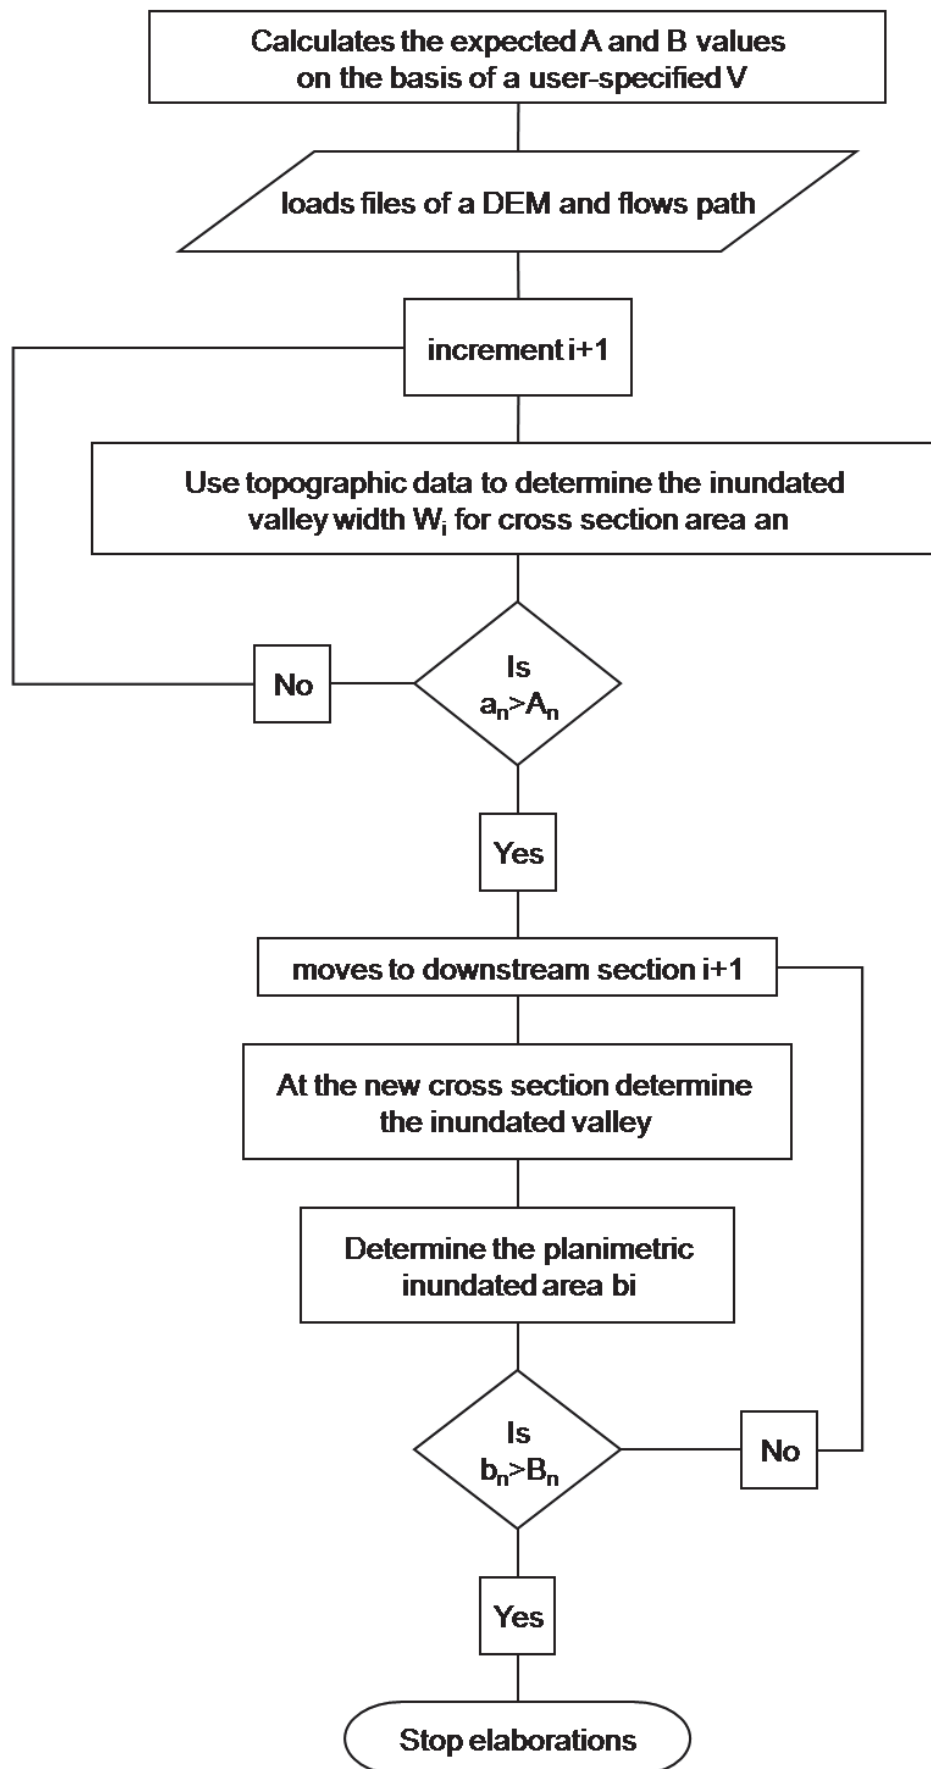 Calculates the expected A and B values
on the basis of a user-specified V
loads files of a DEM and flows path
increment i+1
Use topographic data to determine the inundated
valley width Wᵢ for cross section area an
Is
aₙ>Aₙ
No
Yes
moves to downstream section i+1
At the new cross section determine
the inundated valley
Determine the planimetric
inundated area bi
Is
bₙ>Bₙ
No
Yes
Stop elaborations